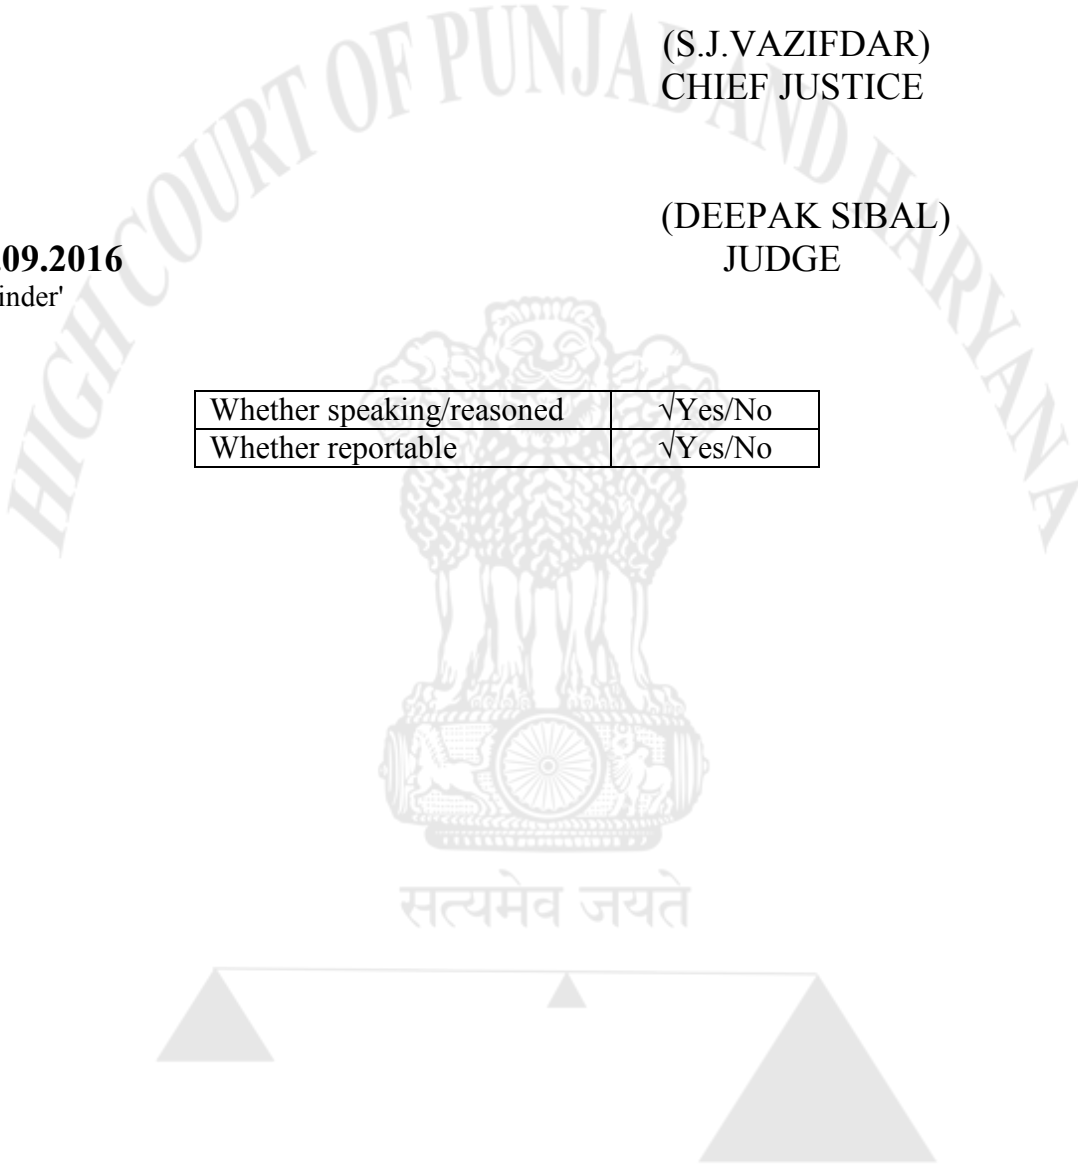 (S.J.VAZIFDAR)
CHIEF JUSTICE
(DEEPAK SIBAL)
.09.2016 JUDGE
inder'
Whether speaking/reasoned √Yes/No
Whether reportable √Yes/No
HIGH COURT OF PUNJAB AND HARYANA
सत्यमेव जयते